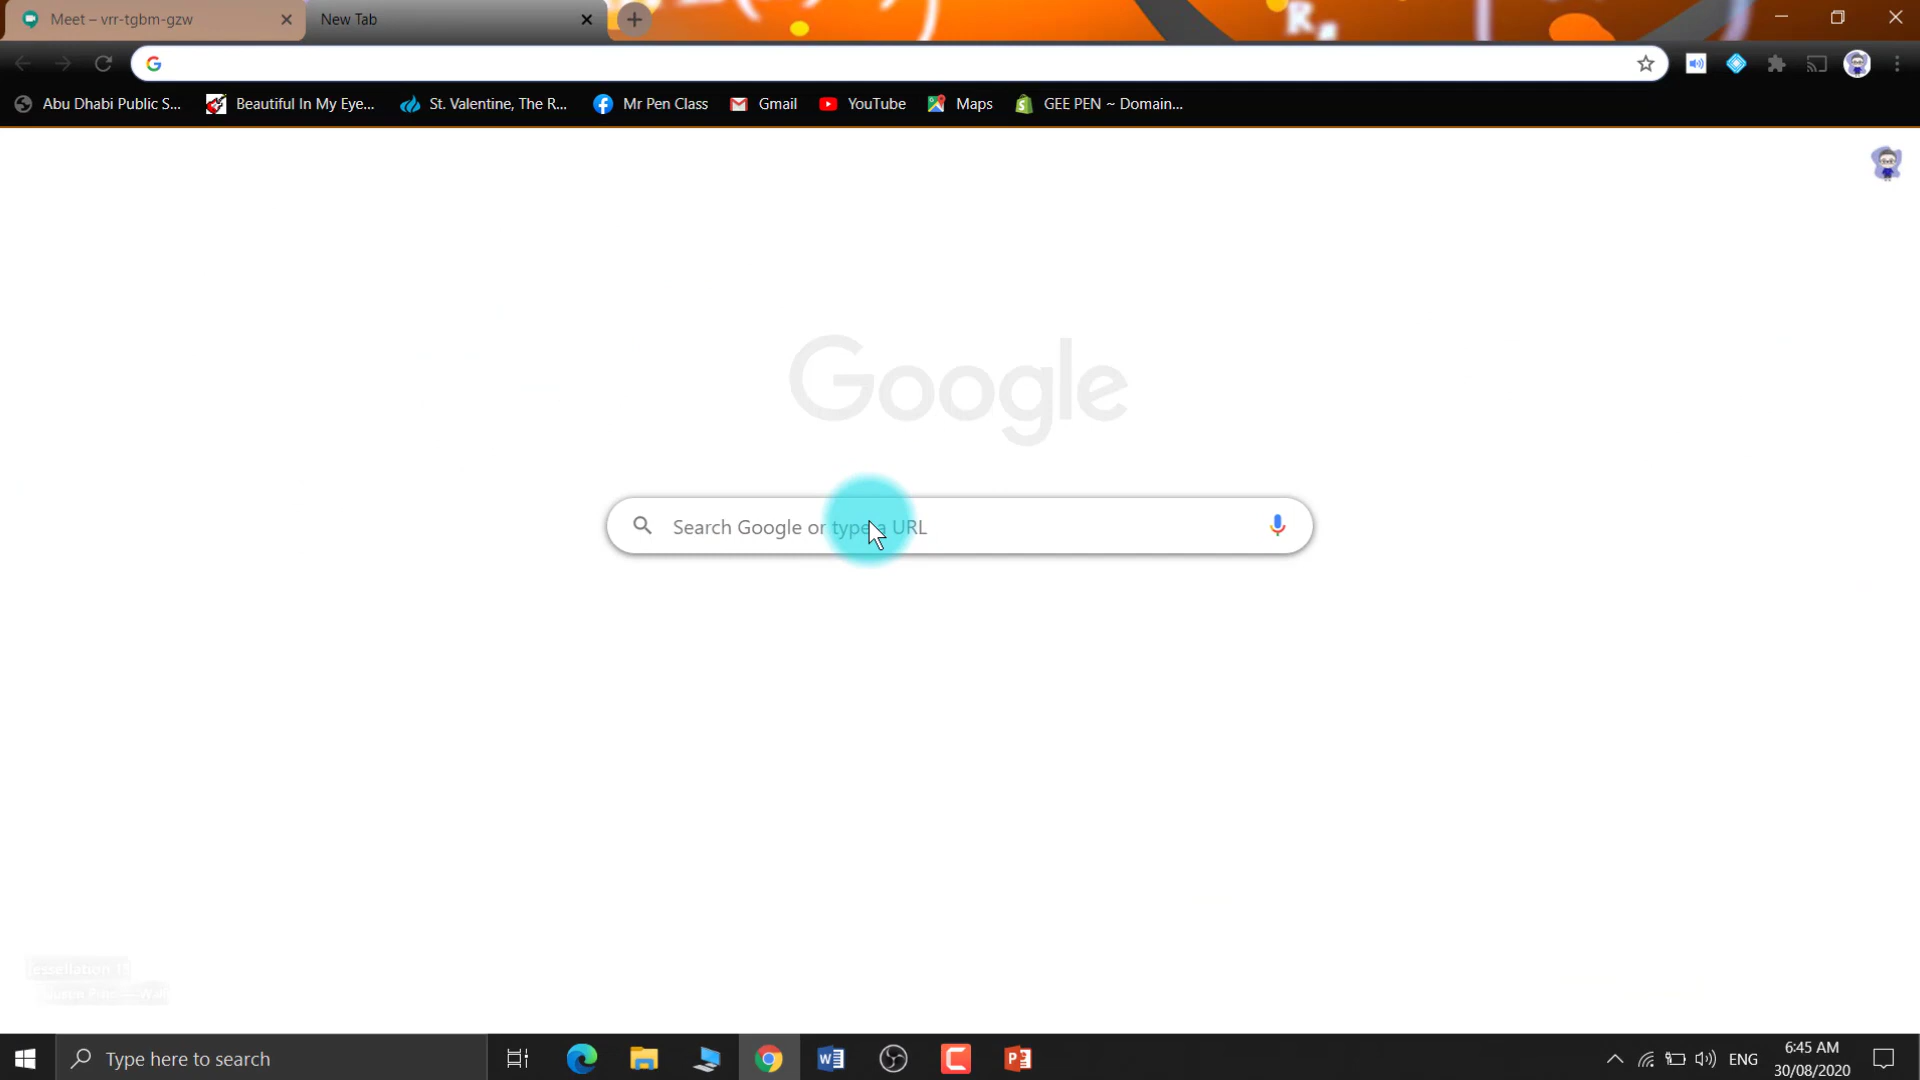 Meet – vrr-tgbm-gzw
New Tab
Abu Dhabi Public S...
Beautiful In My Eye...
St. Valentine, The R...
Mr Pen Class
Gmail
YouTube
Maps
GEE PEN ~ Domain...
Google
Search Google or type a URL
Type here to search
ENG
6:45 AM
30/08/2020